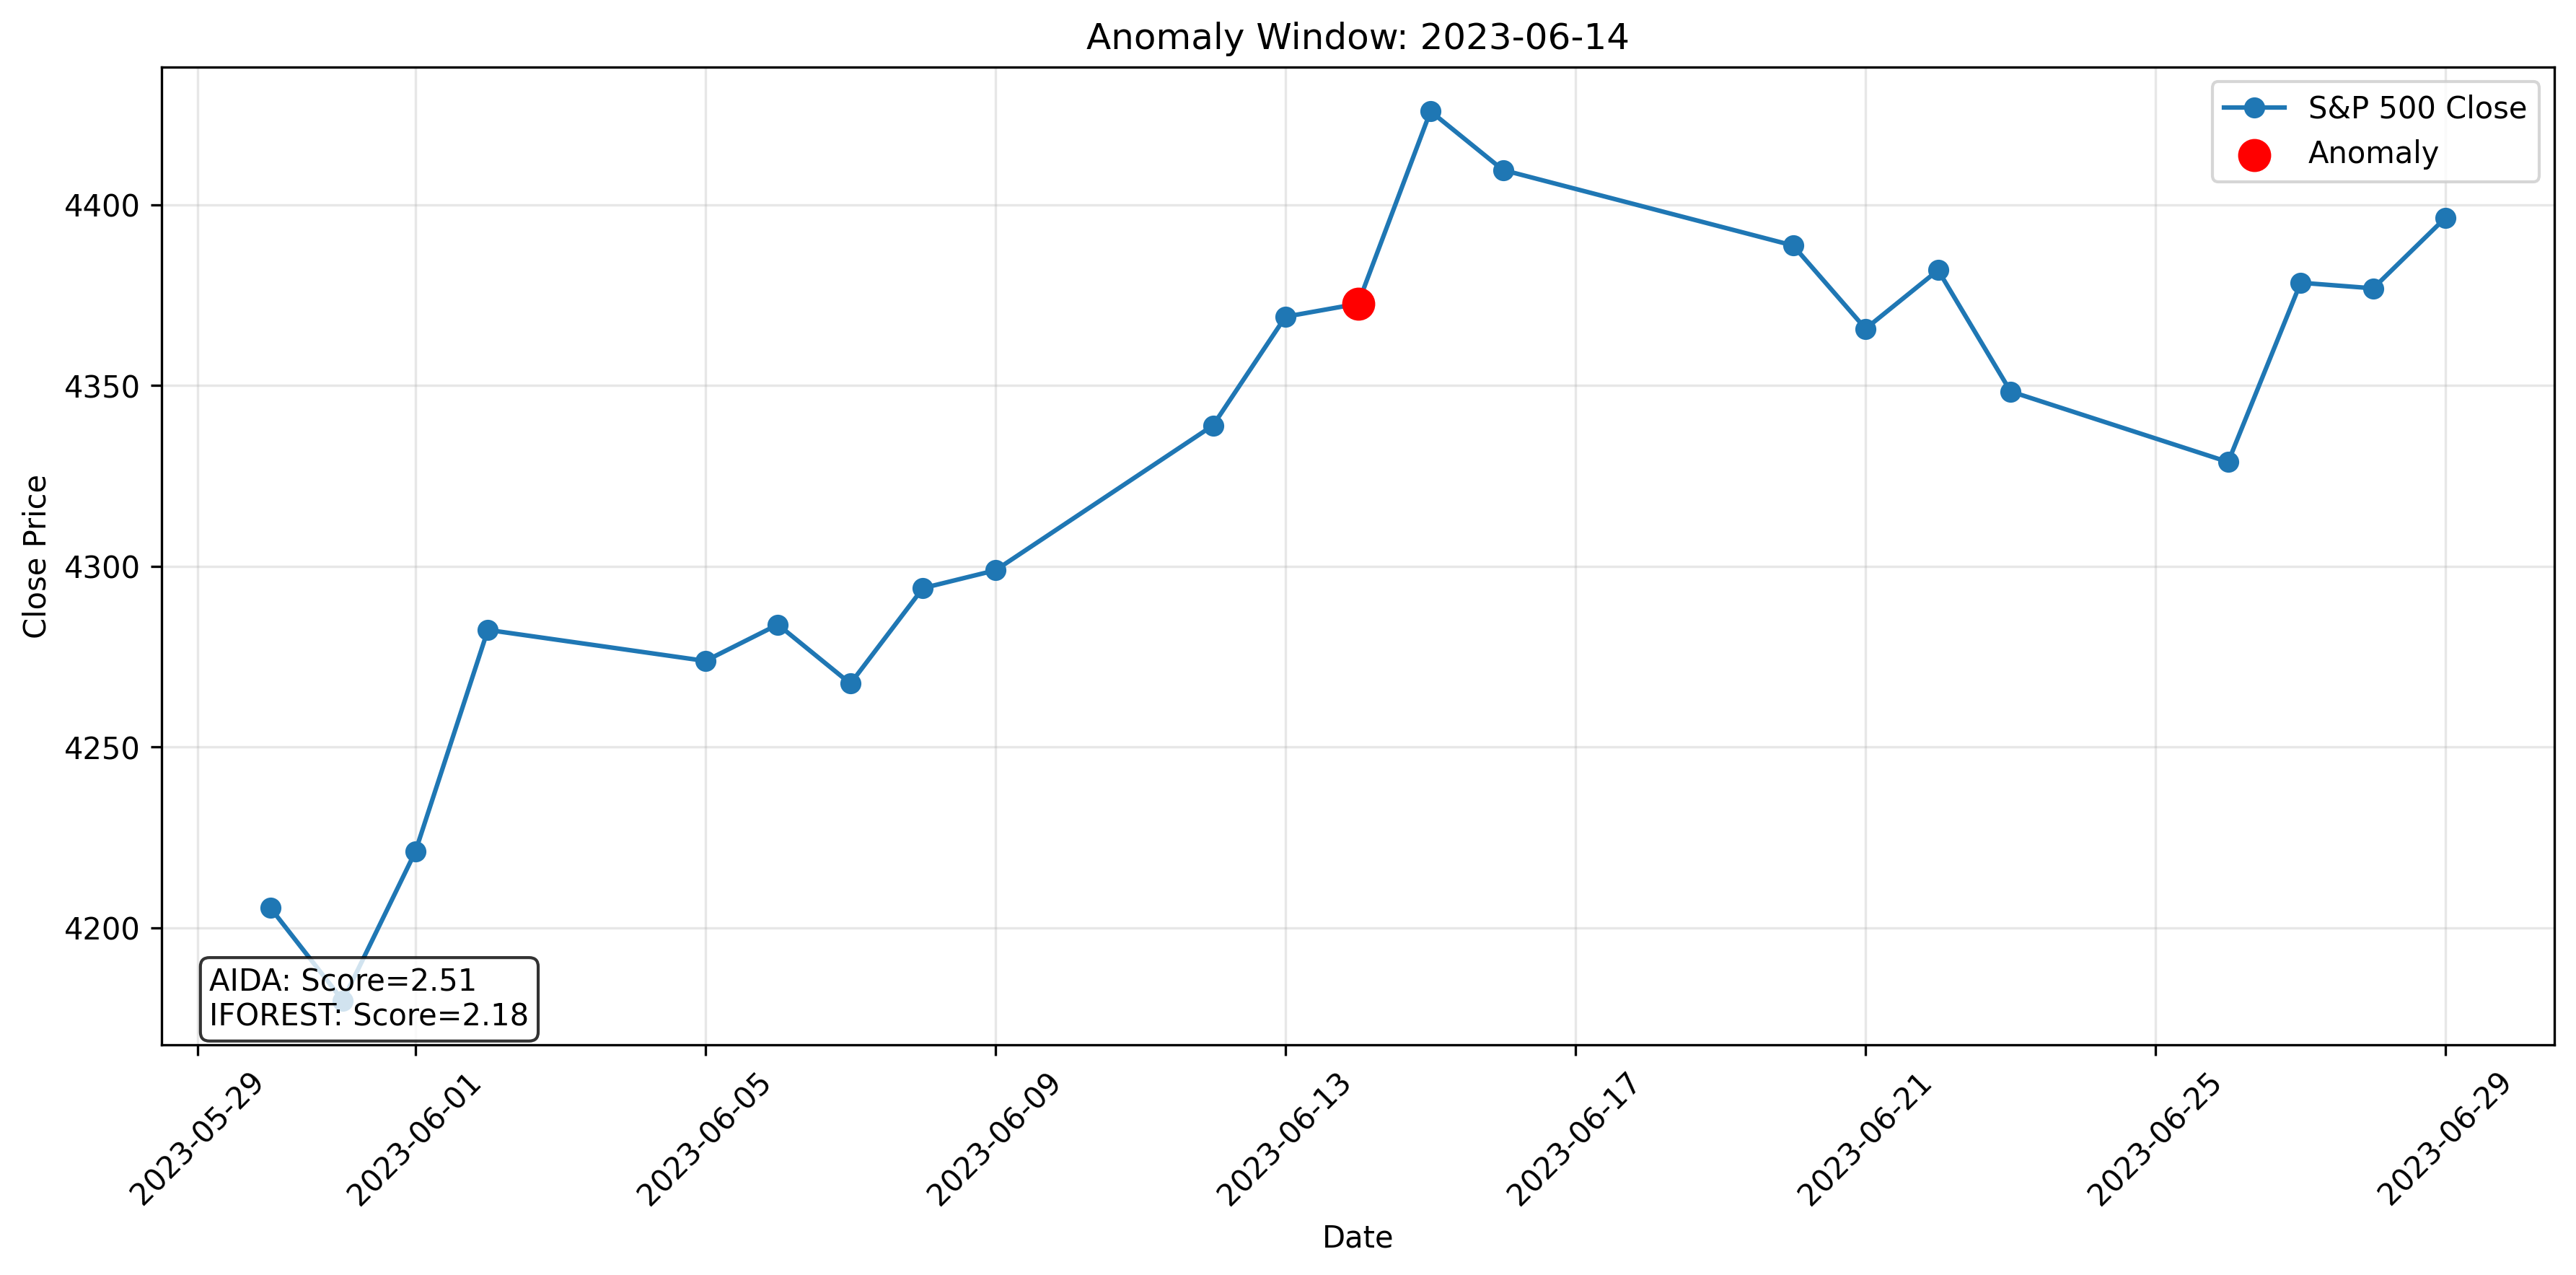 Anomaly Window: 2023-06-14
S&P 500 Close
Anomaly
4400
4350
4300
4250
4200
Close Price
AIDA: Score=2.51
IFOREST: Score=2.18
2023-05-29
2023-06-01
2023-06-05
2023-06-09
2023-06-13
2023-06-17
2023-06-21
2023-06-25
2023-06-29
Date